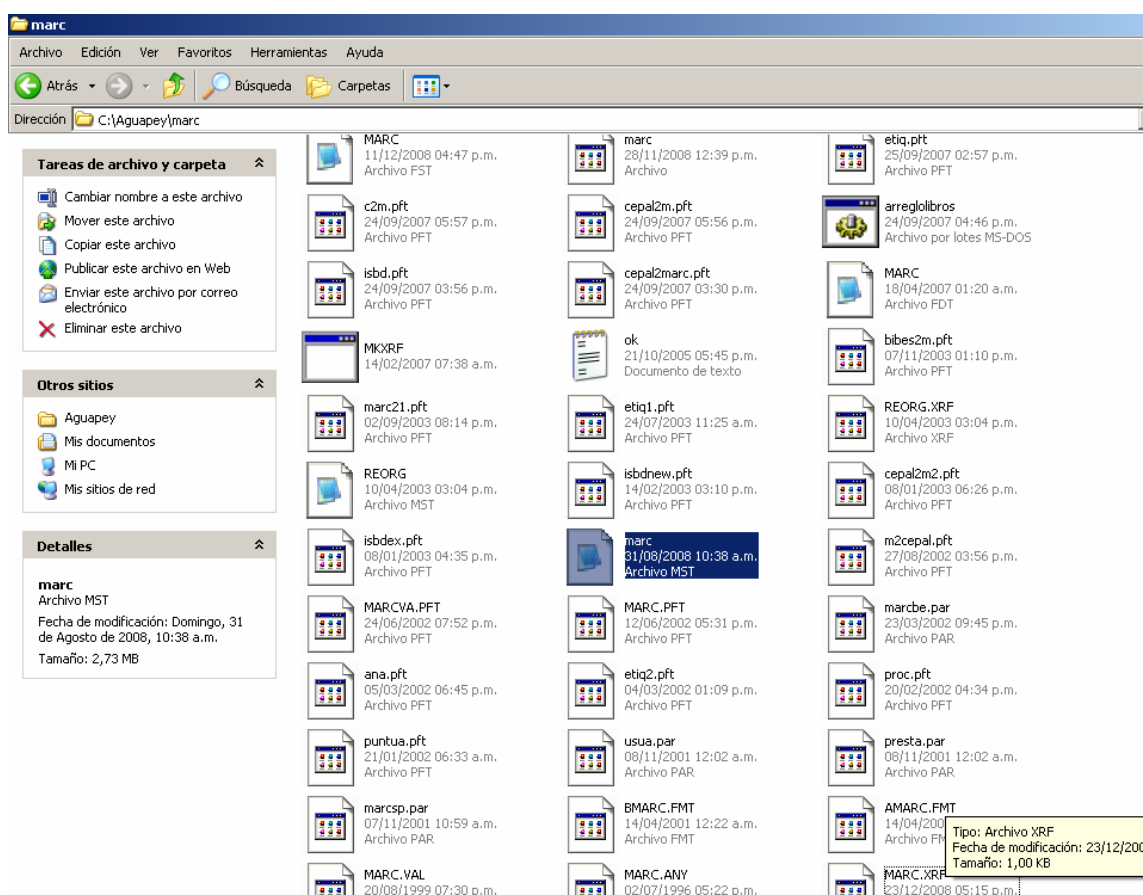 marc
Archivo Edición Ver Favoritos Herramientas Ayuda
Atrás Búsqueda Carpetas
Dirección C:\Aguapey\marc
Tareas de archivo y carpeta
Cambiar nombre a este archivo
Mover este archivo
Copiar este archivo
Publicar este archivo en Web
Enviar este archivo por correo
electrónico
Eliminar este archivo
Otros sitios
Aguapey
Mis documentos
Mi PC
Mis sitios de red
Detalles
marc
Archivo MST
Fecha de modificación: Domingo, 31
de Agosto de 2008, 10:38 a.m.
Tamaño: 2,73 MB
MARC
11/12/2008 04:47 p.m.
Archivo FST
marc
28/11/2008 12:39 p.m.
Archivo
etiq.pft
25/09/2007 02:57 p.m.
Archivo PFT
c2m.pft
24/09/2007 05:57 p.m.
Archivo PFT
cepal2m.pft
24/09/2007 05:56 p.m.
Archivo PFT
arreglolibros
24/09/2007 04:46 p.m.
Archivo por lotes MS-DOS
isbd.pft
24/09/2007 03:56 p.m.
Archivo PFT
cepal2marc.pft
24/09/2007 03:30 p.m.
Archivo PFT
MARC
18/04/2007 01:20 a.m.
Archivo FDT
MKXRF
14/02/2007 07:38 a.m.
ok
21/10/2005 05:45 p.m.
Documento de texto
bibes2m.pft
07/11/2003 01:10 p.m.
Archivo PFT
marc21.pft
02/09/2003 08:14 p.m.
Archivo PFT
etiq1.pft
24/07/2003 11:25 a.m.
Archivo PFT
REORG.XRF
10/04/2003 03:04 p.m.
Archivo XRF
REORG
10/04/2003 03:04 p.m.
Archivo MST
isbdnew.pft
14/02/2003 03:10 p.m.
Archivo PFT
cepal2m2.pft
08/01/2003 06:26 p.m.
Archivo PFT
isbdex.pft
08/01/2003 04:35 p.m.
Archivo PFT
marc
31/08/2008 10:38 a.m.
Archivo MST
m2cepal.pft
27/08/2002 03:56 p.m.
Archivo PFT
MARCVA.PFT
24/06/2002 07:52 p.m.
Archivo PFT
MARC.PFT
12/06/2002 05:31 p.m.
Archivo PFT
marcbe.par
23/03/2002 09:45 p.m.
Archivo PAR
ana.pft
05/03/2002 06:45 p.m.
Archivo PFT
etiq2.pft
04/03/2002 01:09 p.m.
Archivo PFT
proc.pft
20/02/2002 04:34 p.m.
Archivo PFT
puntua.pft
21/01/2002 06:33 a.m.
Archivo PFT
usua.par
08/11/2001 12:02 a.m.
Archivo PAR
presta.par
08/11/2001 12:02 a.m.
Archivo PAR
marcsp.par
07/11/2001 10:59 a.m.
Archivo PAR
BMARC.FMT
14/04/2001 12:22 a.m.
Archivo FMT
AMARC.FMT
14/04/200
Archivo FM
Tipo: Archivo XRF
Fecha de modificación: 23/12/200
Tamaño: 1,00 KB
MARC.VAL
20/08/1999 07:30 p.m.
MARC.ANY
02/07/1996 05:22 p.m.
MARC.XRF
23/12/2008 05:15 p.m.